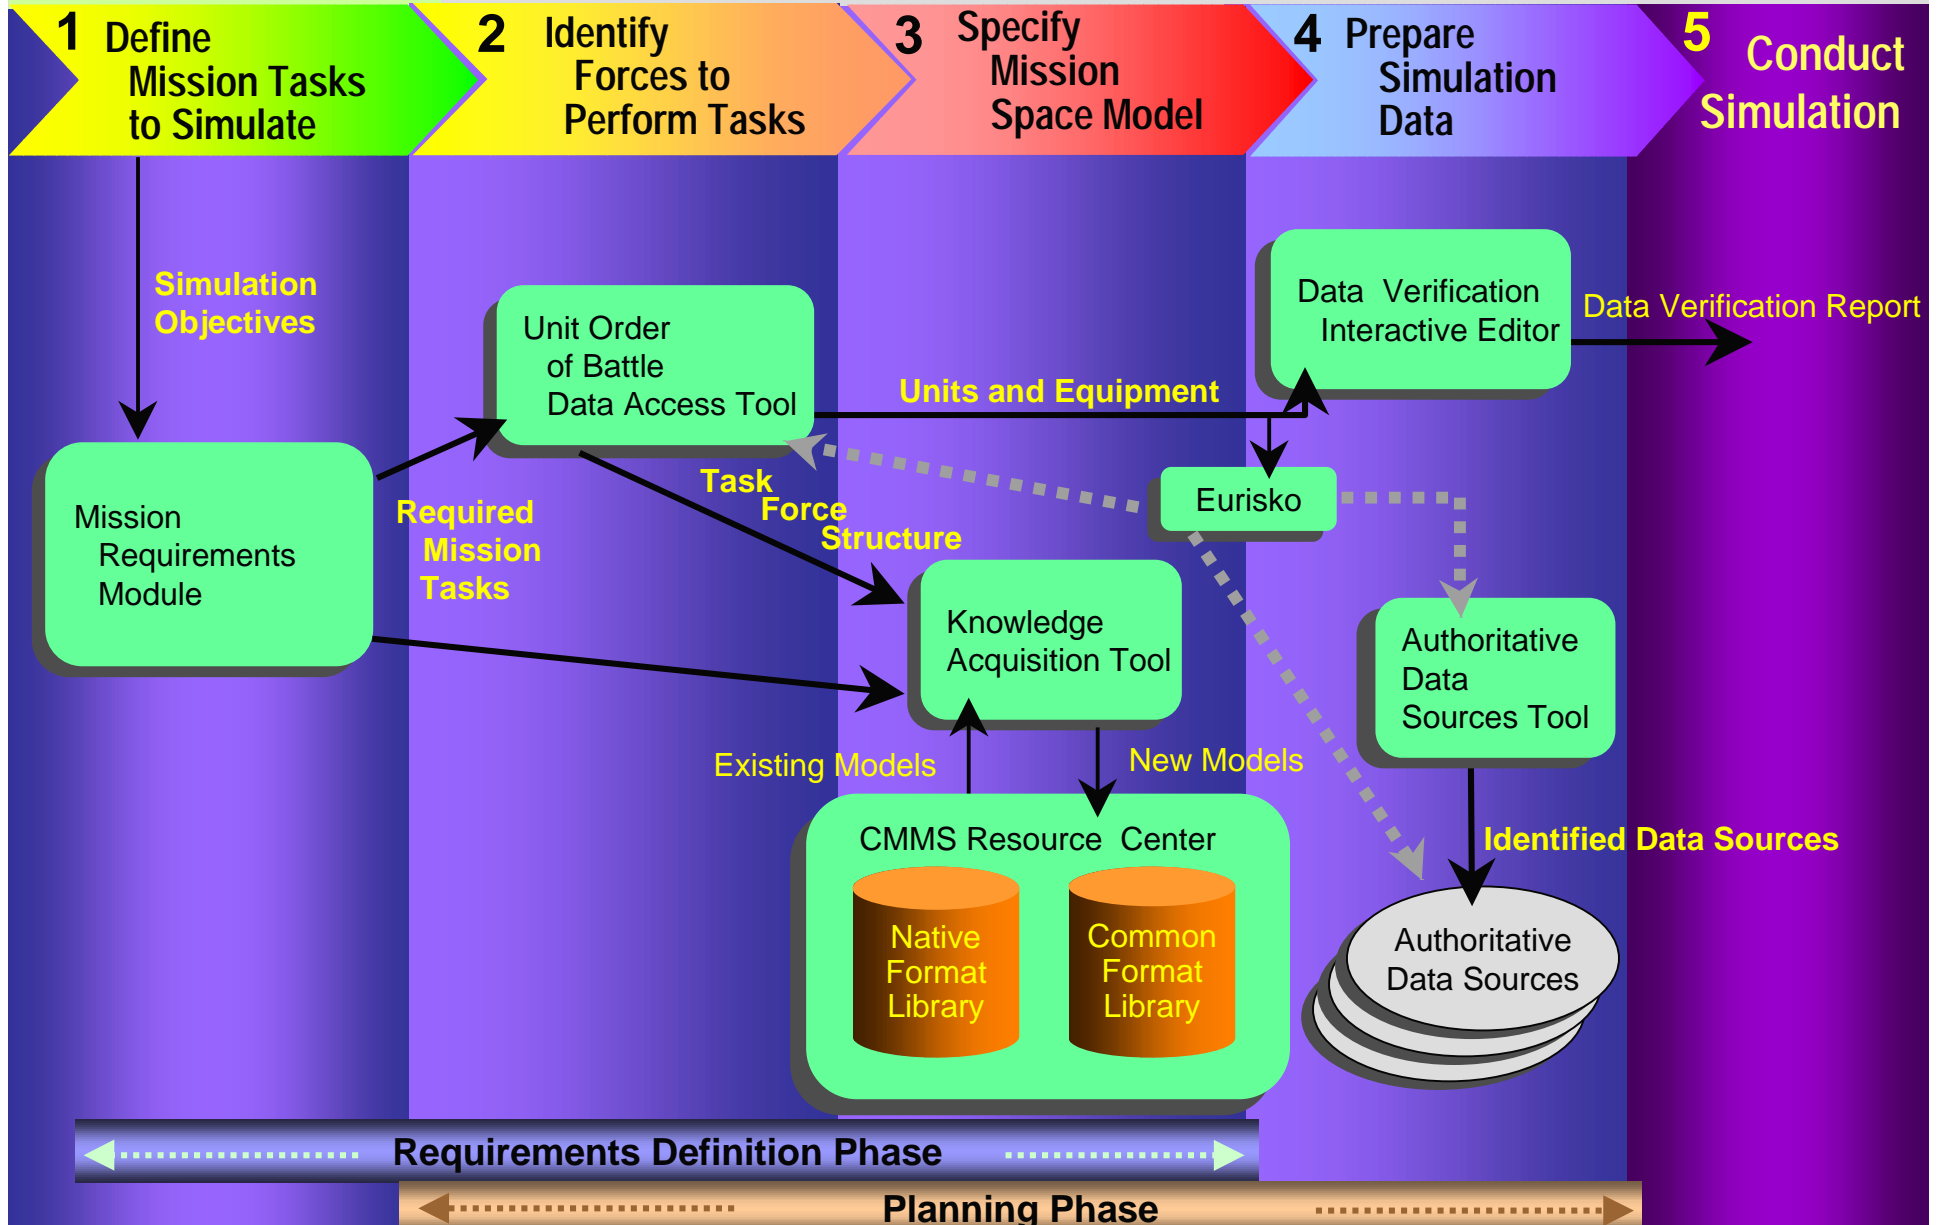 1 Define
Mission Tasks
to Simulate
2 Identify
Forces to
Perform Tasks
3 Specify
Mission
Space Model
4 Prepare
Simulation
Data
5 Conduct
Simulation
Simulation
Objectives
Mission
Requirements
Module
Required
Mission
Tasks
Unit Order
of Battle
Data Access Tool
Task
Force
Structure
Units and Equipment
Data Verification
Interactive Editor
Data Verification Report
Eurisko
Knowledge
Acquisition Tool
Authoritative
Data
Sources Tool
Existing Models
New Models
CMMS Resource Center
Native
Format
Library
Common
Format
Library
Identified Data Sources
Authoritative
Data Sources
Requirements Definition Phase
Planning Phase